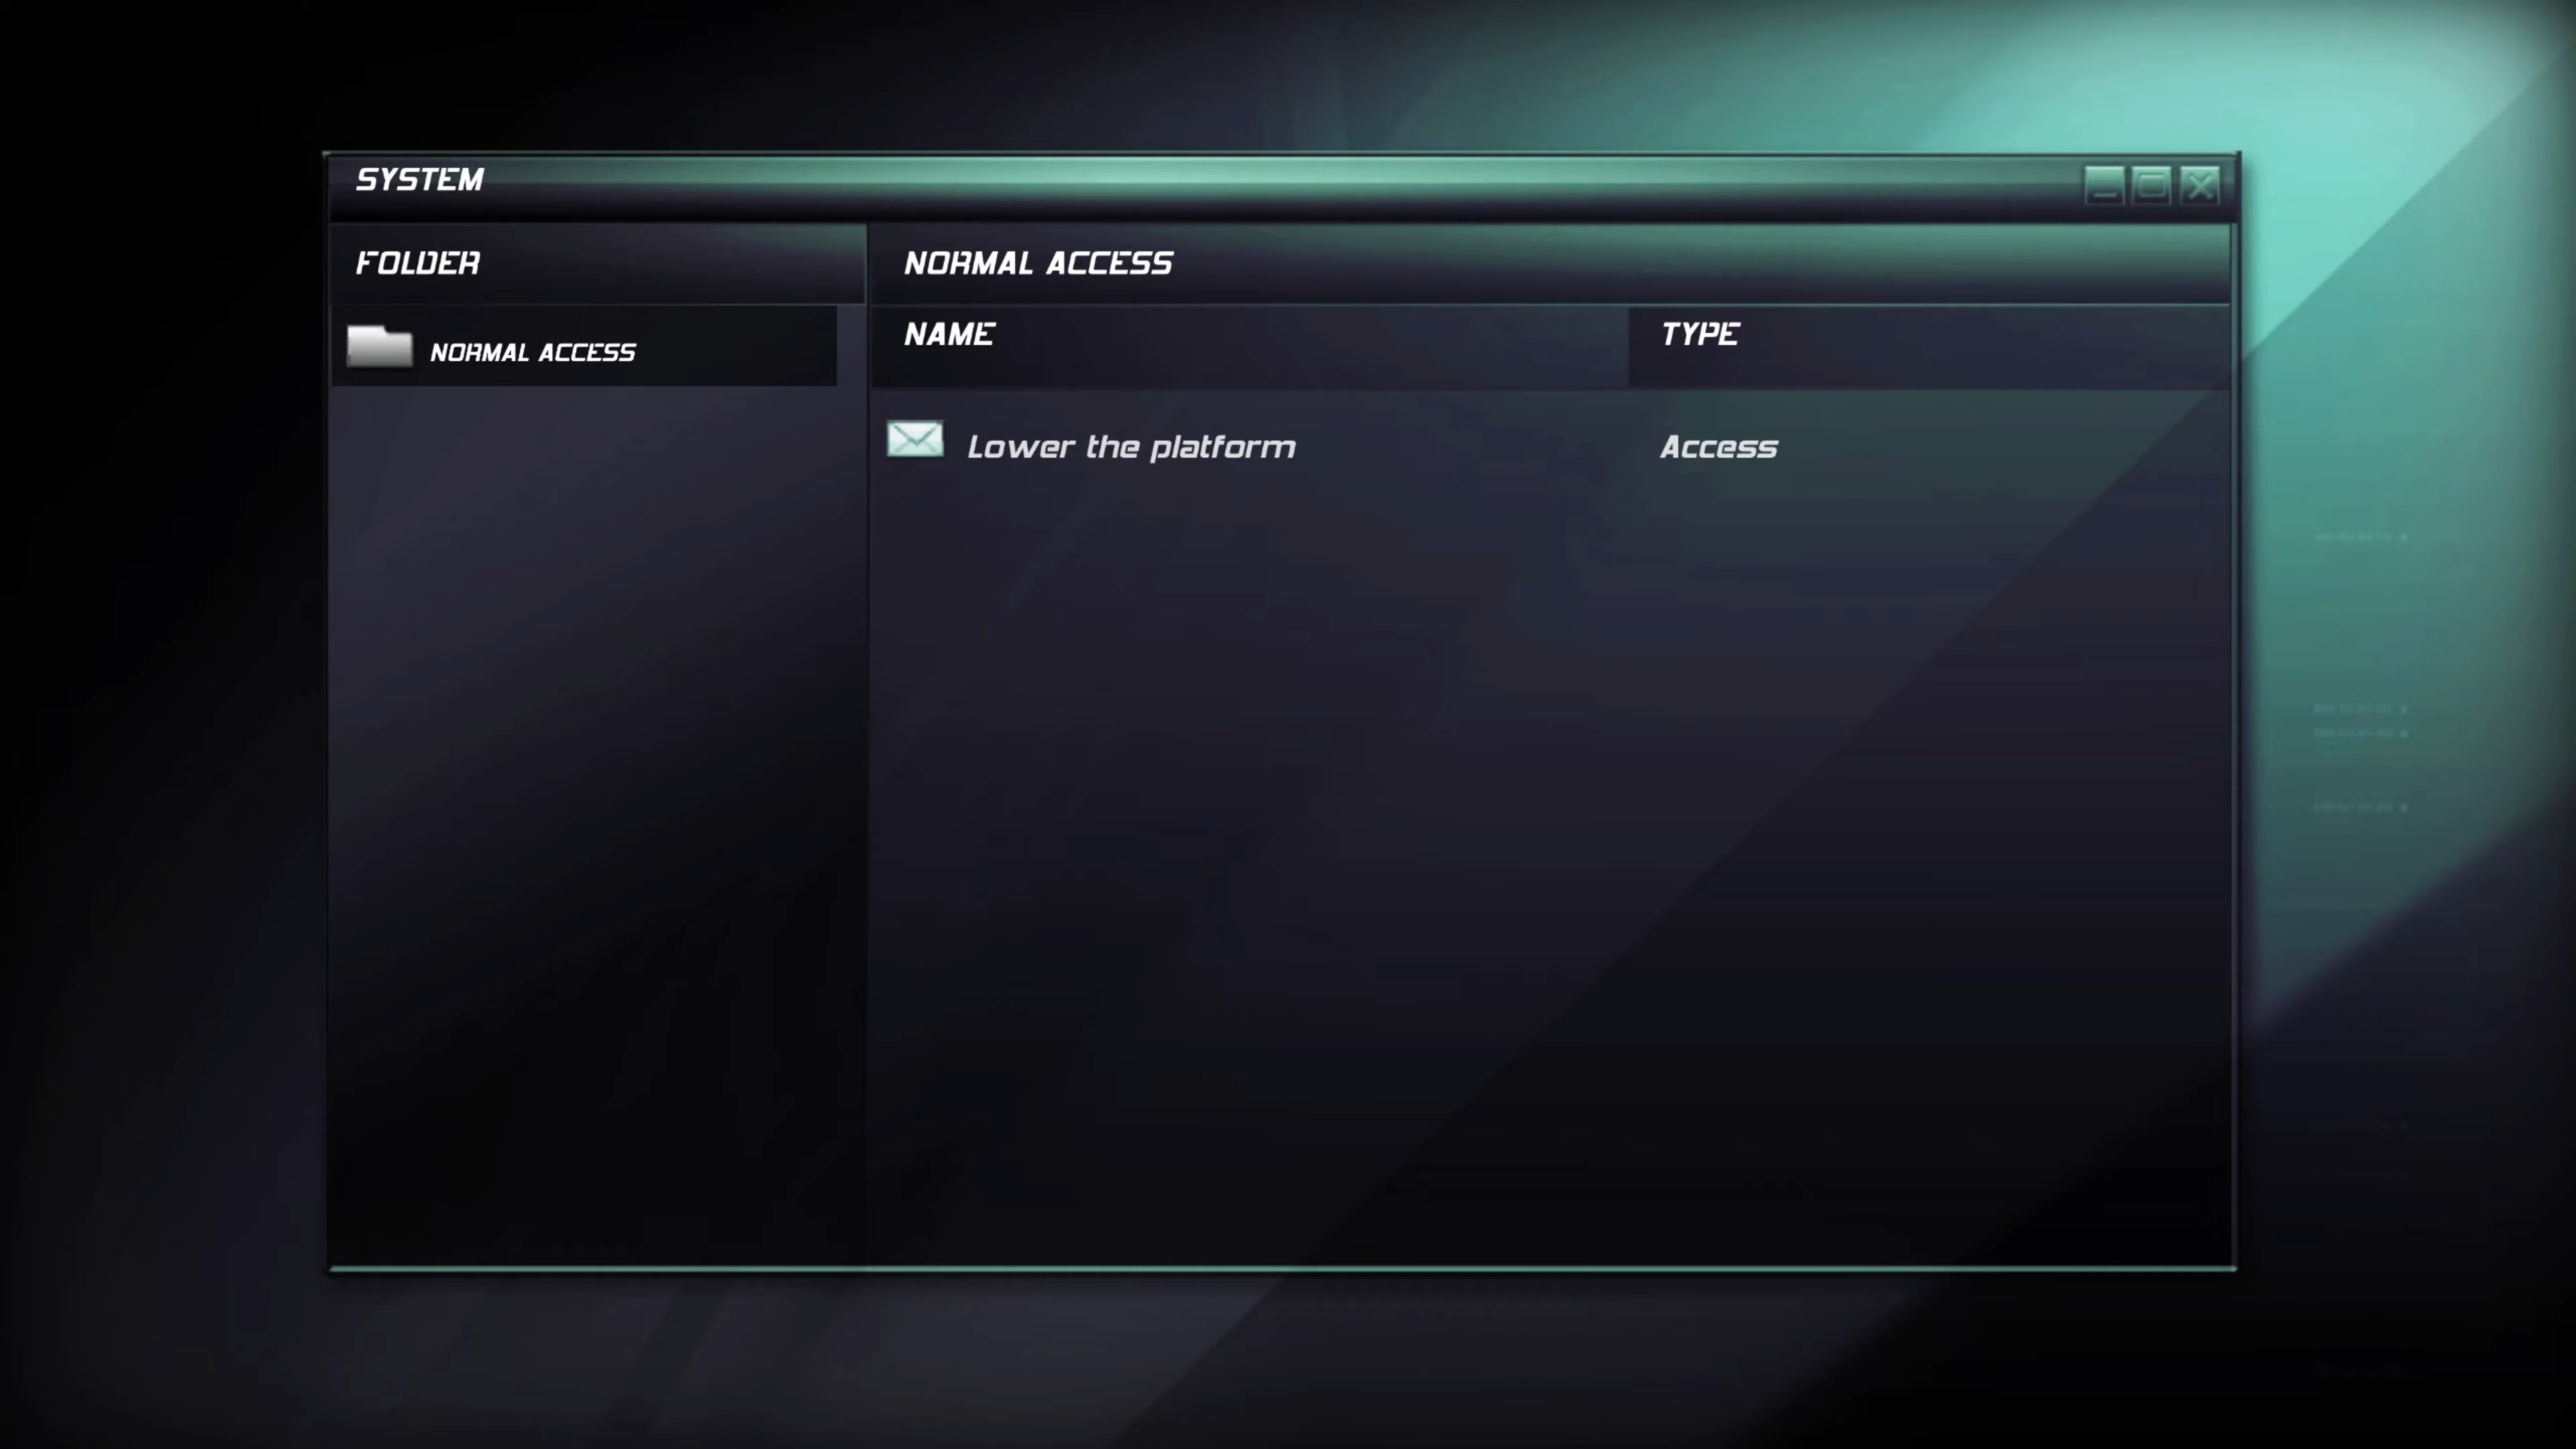 SYSTEM
FOLDER
NORMAL ACCESS
NORMAL ACCESS
NAME
TYPE
Lower the platform
Access